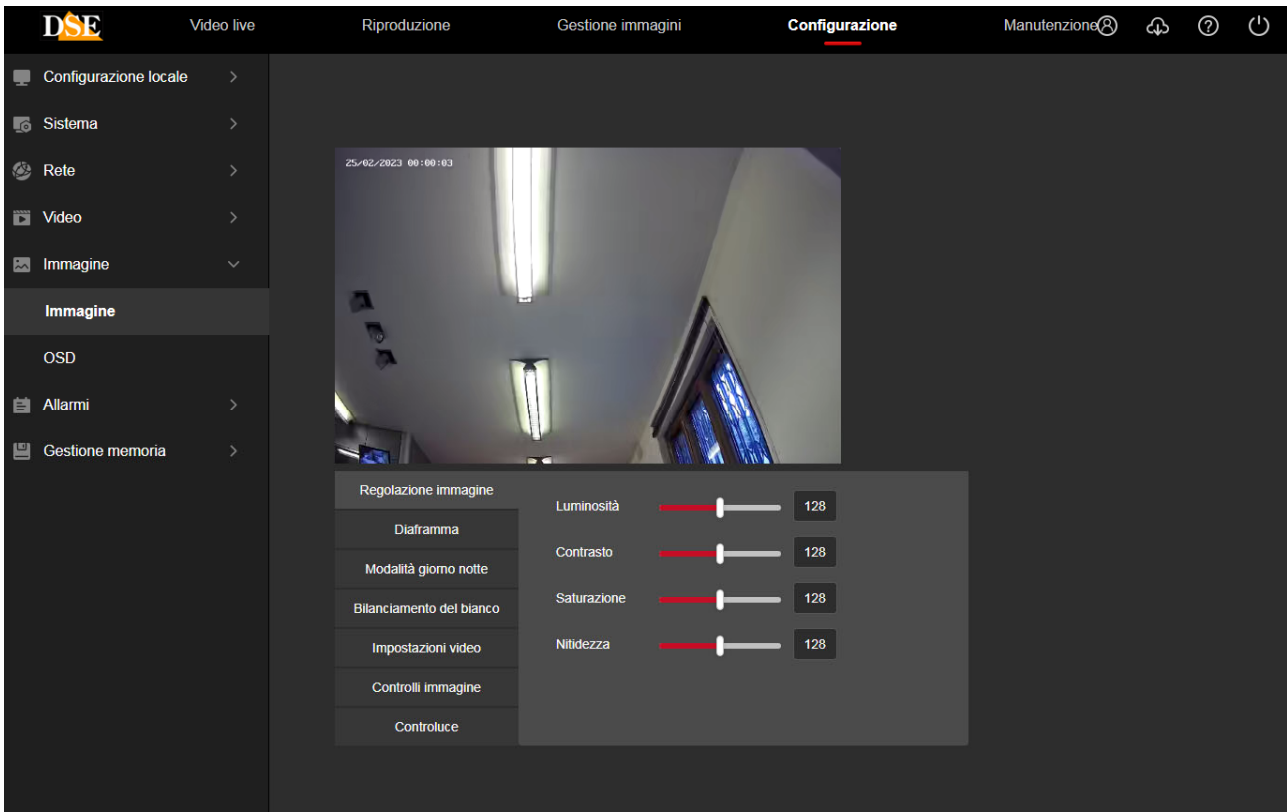 DSE Video live Riproduzione Gestione immagini Configurazione Manutenzione
Configurazione locale
Sistema
Rete
Video
Immagine
Immagine
OSD
Allarmi
Gestione memoria
25/02/2023 00:00:03
Regolazione immagine
Diaframma
Modalità giorno notte
Bilanciamento del bianco
Impostazioni video
Controlli immagine
Controluce
Luminosità 128
Contrasto 128
Saturazione 128
Nitidezza 128